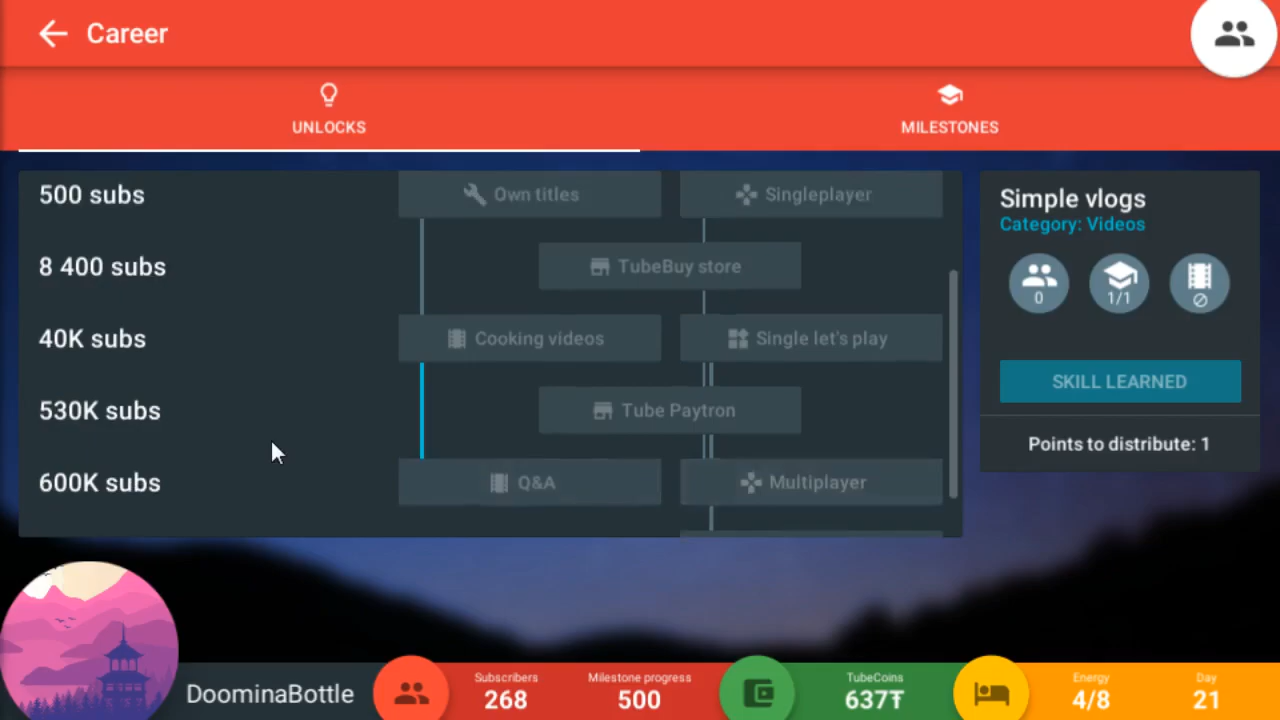 Career
UNLOCKS
MILESTONES
500 subs
Own titles
Singleplayer
8 400 subs
TubeBuy store
40K subs
Cooking videos
Single let's play
530K subs
Tube Paytron
600K subs
Q&A
Multiplayer
Simple vlogs
Category: Videos
0
1/1
SKILL LEARNED
Points to distribute: 1
DoominaBottle
Subscribers
268
Milestone progress
500
TubeCoins
637₮
Energy
4/8
Day
21